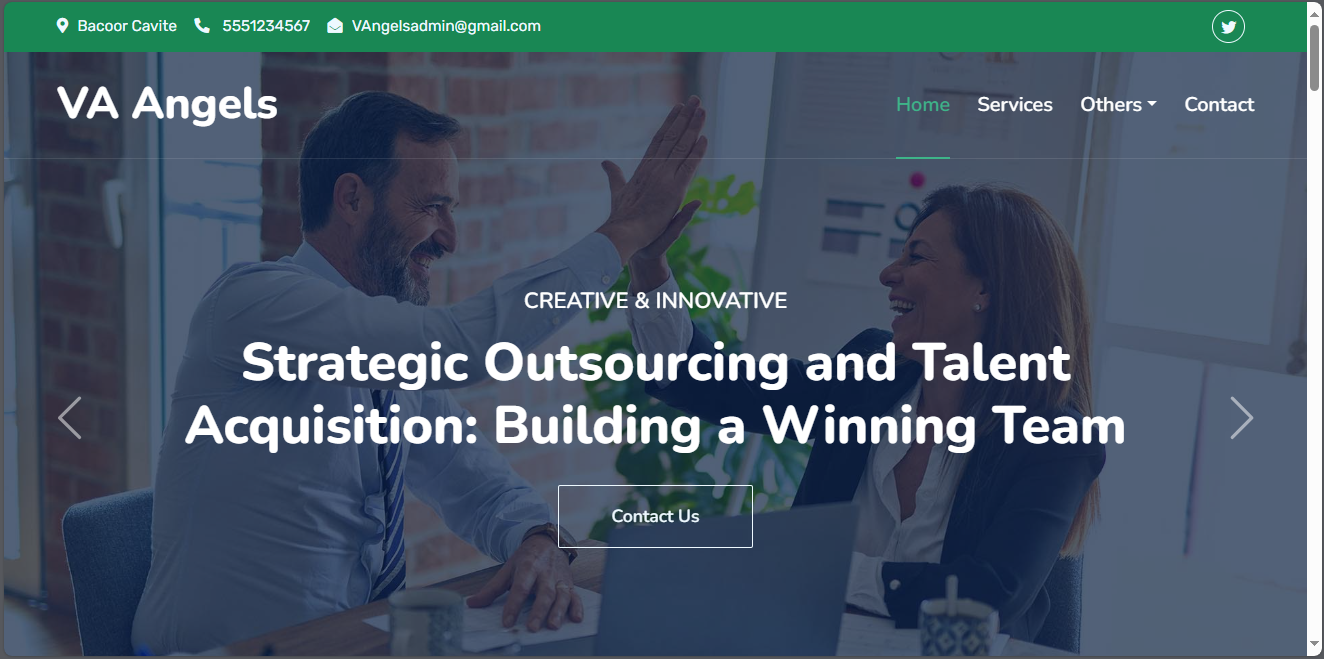 Bacoor Cavite 5551234567 VAngelsadmin@gmail.com
VA Angels
Home Services Others Contact
CREATIVE & INNOVATIVE
Strategic Outsourcing and Talent
Acquisition: Building a Winning Team
Contact Us